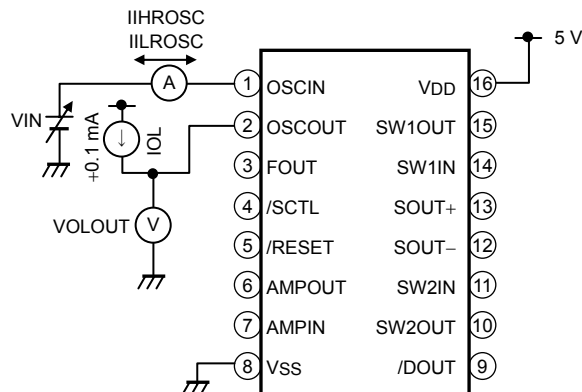 IIHROSC
IILROSC
A
5 V
VIN
+0.1 mA
↓
IOL
VOLOUT
V
1 OSCIN
2 OSCOUT
3 FOUT
4 /SCTL
5 /RESET
6 AMPOUT
7 AMPIN
8 VSS
VDD 16
SW1OUT 15
SW1IN 14
SOUT+ 13
SOUT− 12
SW2IN 11
SW2OUT 10
/DOUT 9